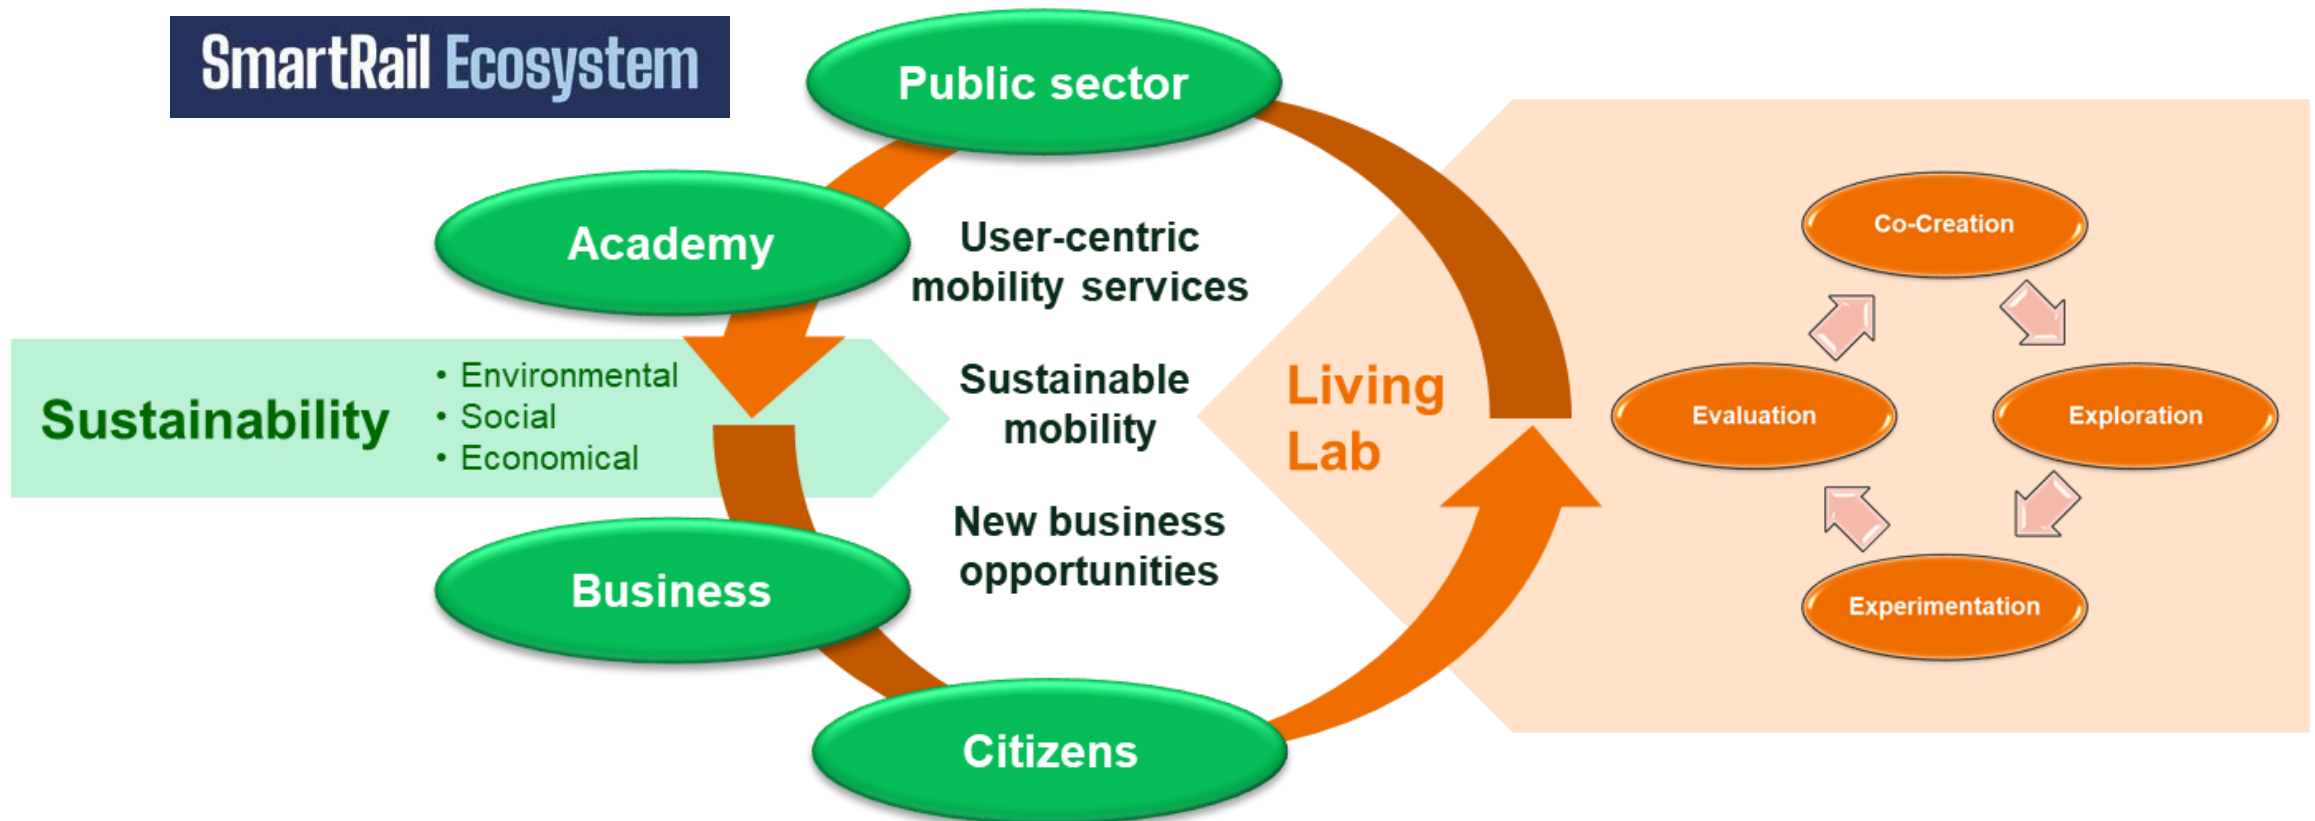 SmartRail Ecosystem
Public sector
Academy
User-centric
mobility services
Sustainability
• Environmental
• Social
• Economical
Sustainable
mobility
New business
opportunities
Business
Citizens
Living
Lab
Co-Creation
Evaluation
Exploration
Experimentation